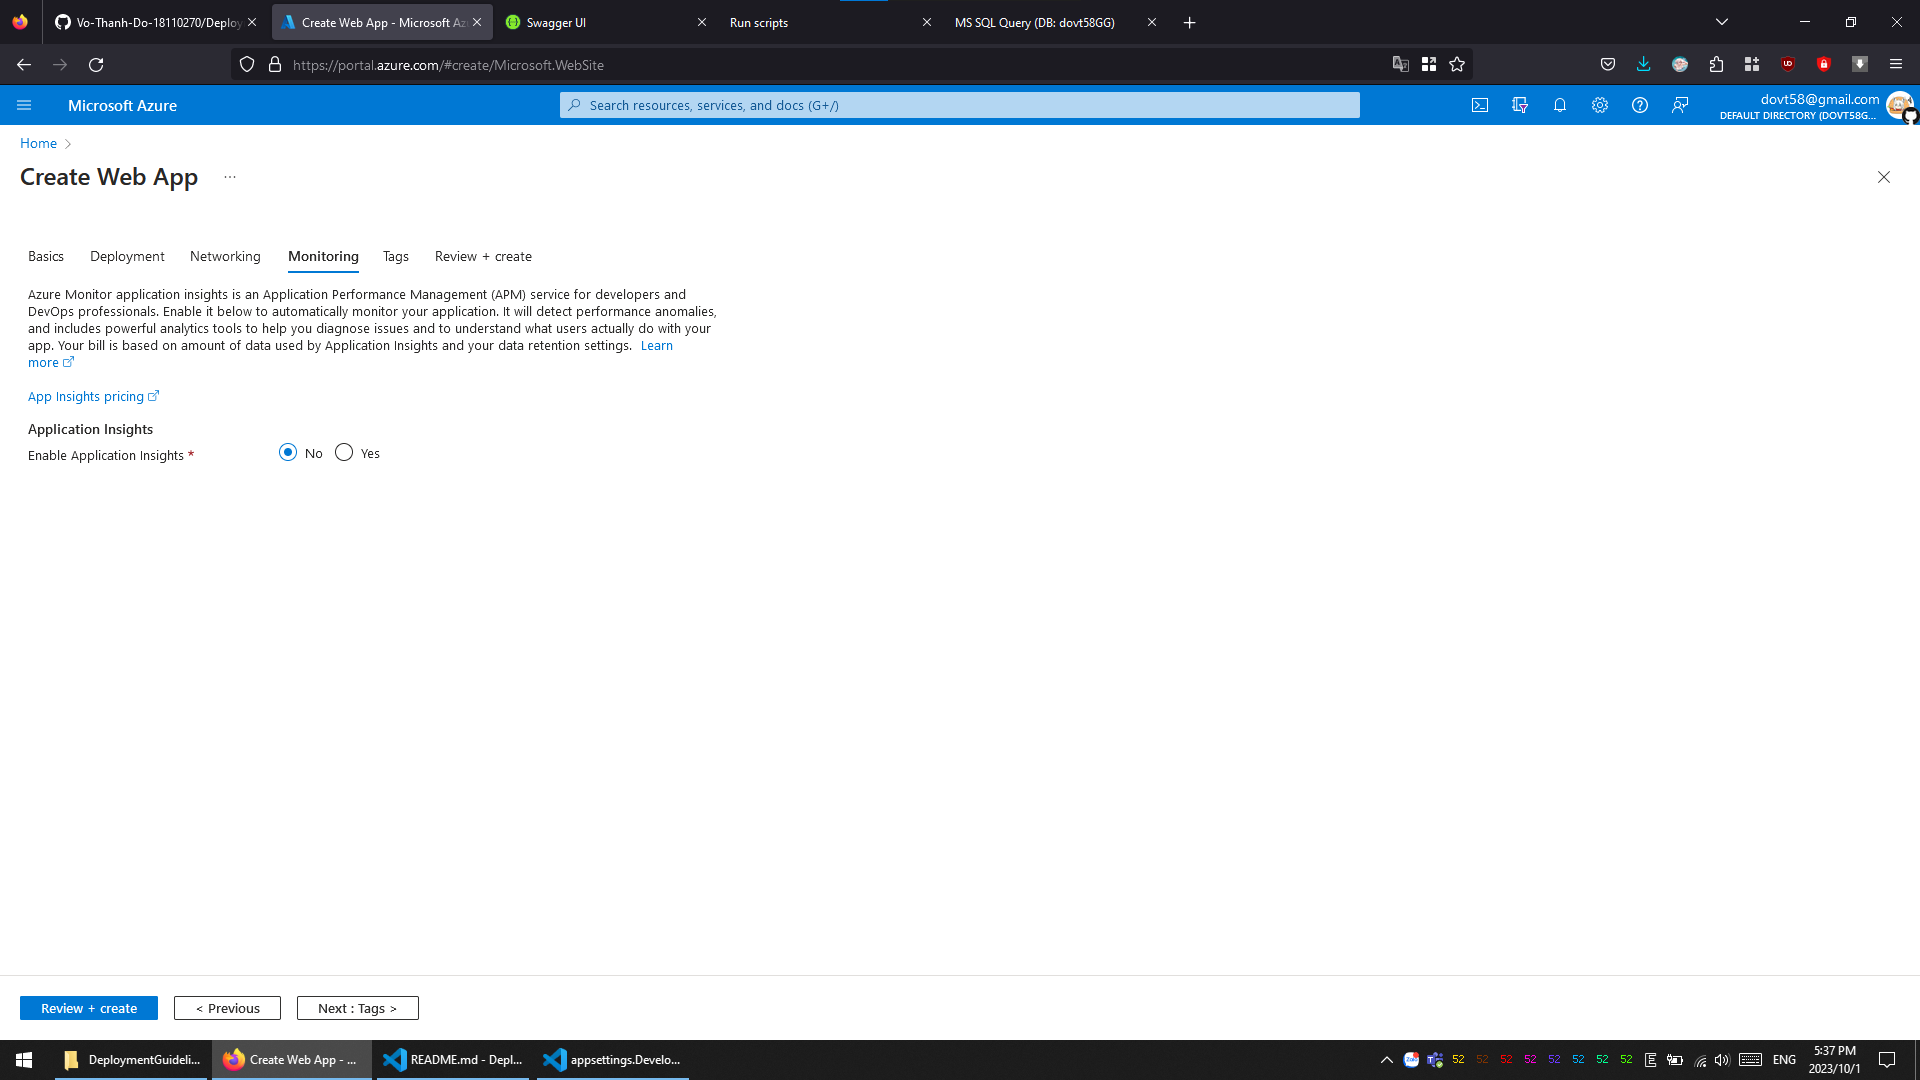 Vo-Thanh-Do-18110270/Deploy
Create Web App - Microsoft Az
Swagger UI
Run scripts
MS SQL Query (DB: dovt58GG)
https://portal.azure.com/#create/Microsoft.WebSite
Microsoft Azure
Search resources, services, and docs (G+/)
dovt58@gmail.com
DEFAULT DIRECTORY (DOVT58G...
Home
Create Web App
Basics
Deployment
Networking
Monitoring
Tags
Review + create
Azure Monitor application insights is an Application Performance Management (APM) service for developers and
DevOps professionals. Enable it below to automatically monitor your application. It will detect performance anomalies,
and includes powerful analytics tools to help you diagnose issues and to understand what users actually do with your
app. Your bill is based on amount of data used by Application Insights and your data retention settings. Learn
more
App Insights pricing
Application Insights
Enable Application Insights *
No
Yes
Review + create
< Previous
Next : Tags >
DeploymentGuideli...
Create Web App - ...
README.md - Depl...
appsettings.Develo...
Zalo
52
52
52
52
52
52
52
52
E
ENG
5:37 PM
2023/10/1